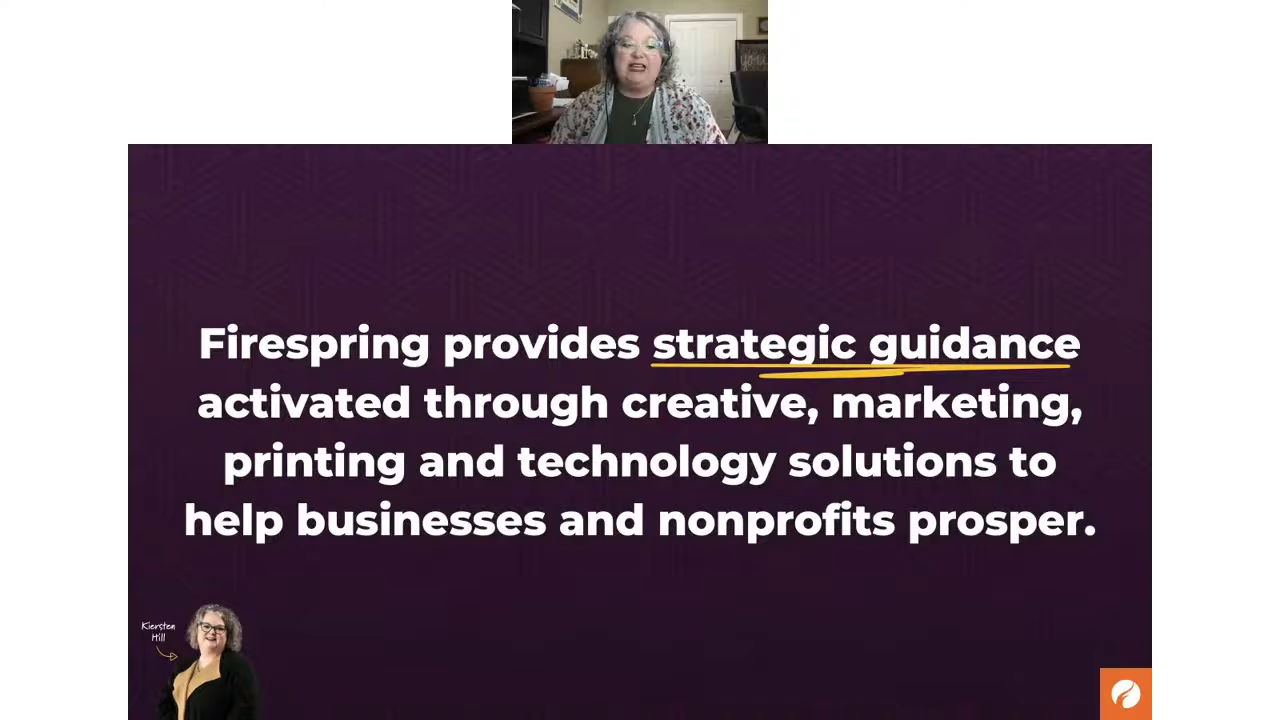 Firespring provides strategic guidance
activated through creative, marketing,
printing and technology solutions to
help businesses and nonprofits prosper.
Kiersten
Hill